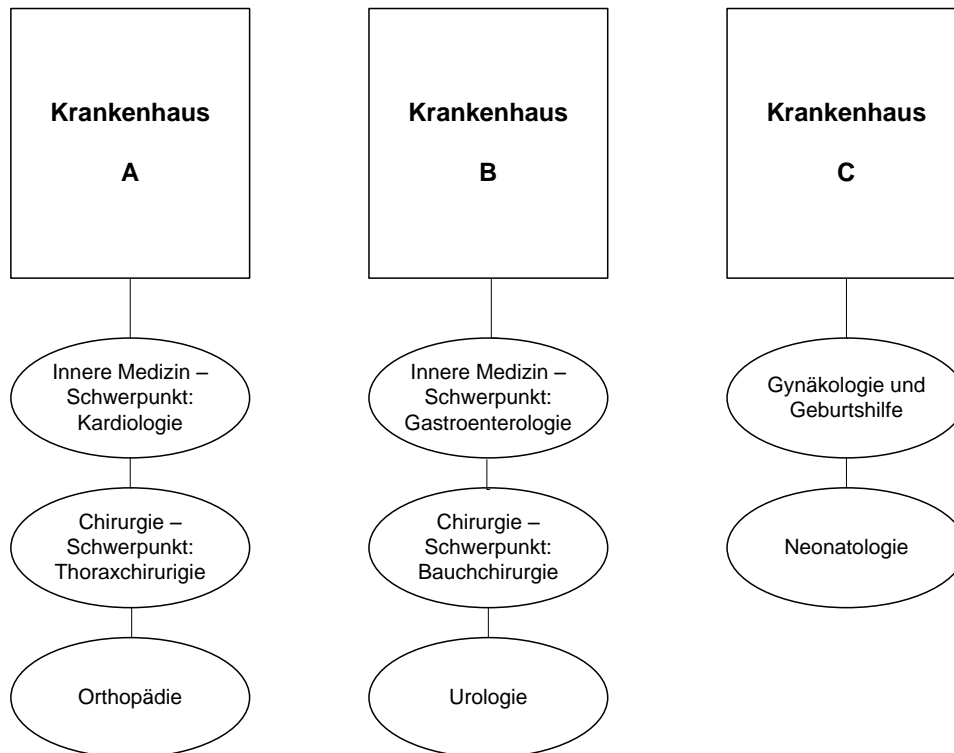 Krankenhaus
A
Krankenhaus
B
Krankenhaus
C
Innere Medizin –
Schwerpunkt:
Kardiologie
Innere Medizin –
Schwerpunkt:
Gastroenterologie
Gynäkologie und
Geburtshilfe
Chirurgie –
Schwerpunkt:
Thoraxchirurigie
Chirurgie –
Schwerpunkt:
Bauchchirurgie
Neonatologie
Orthopädie
Urologie